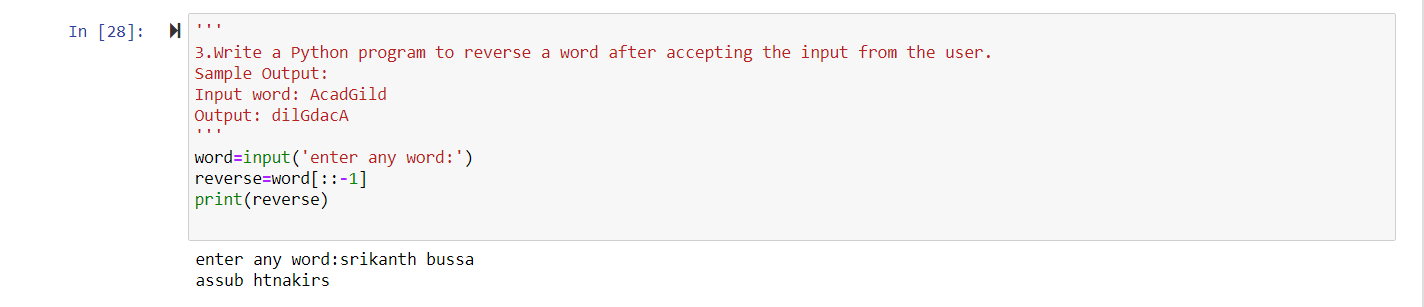 In [28]:
'''
3.Write a Python program to reverse a word after accepting the input from the user.
Sample Output:
Input word: AcadGild
Output: dilGdacA
'''
word=input('enter any word:')
reverse=word[::-1]
print(reverse)
enter any word:srikanth bussa
assub htnakirs